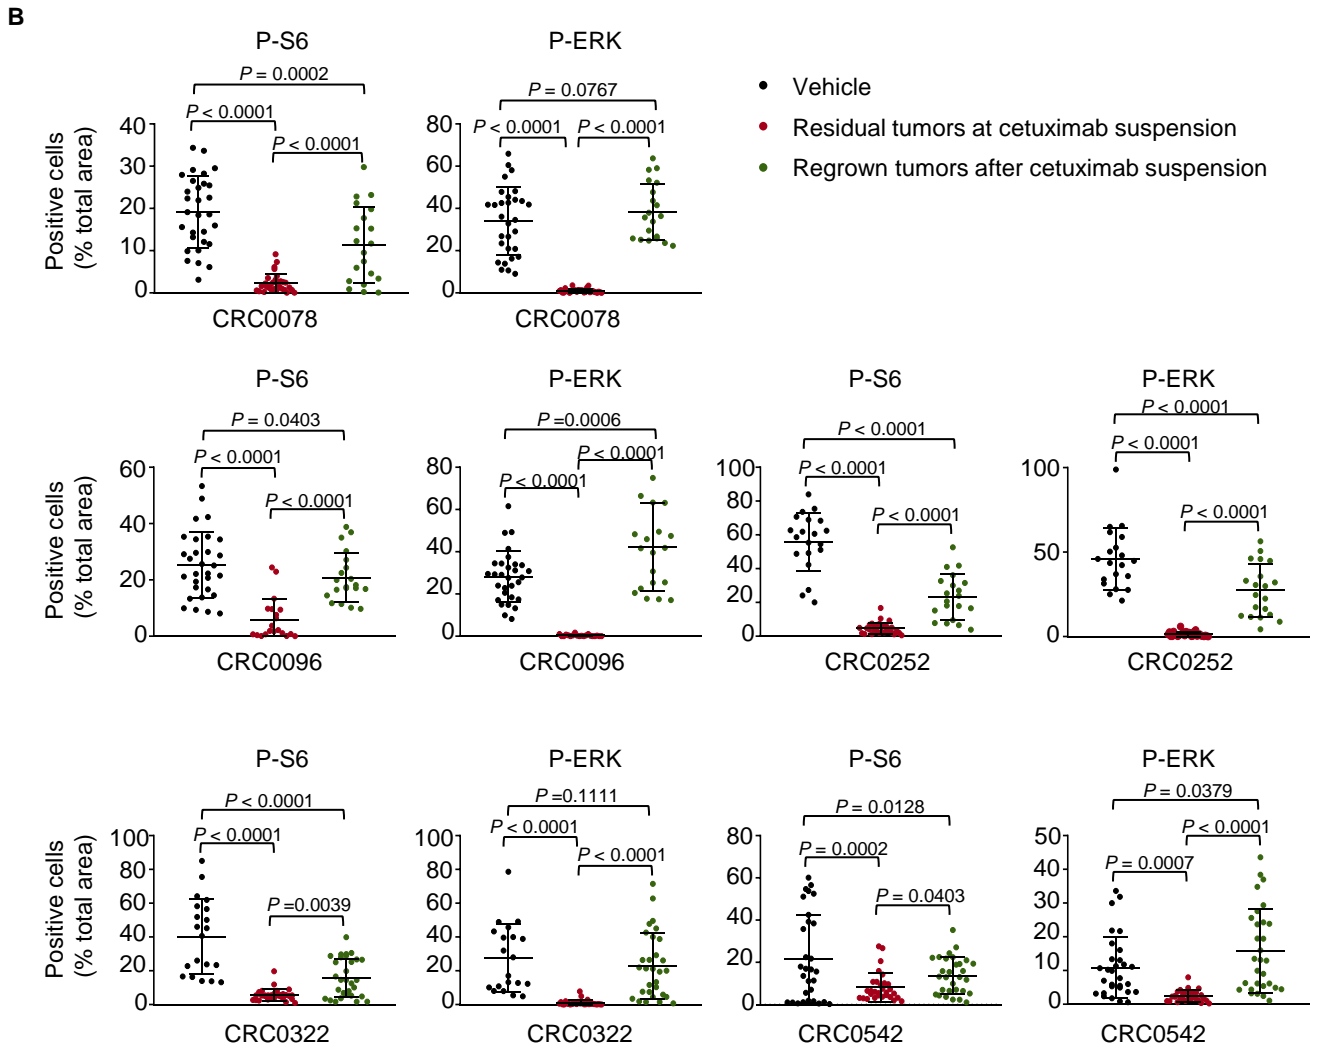 B
P-S6
P-ERK
P = 0.0002
P < 0.0001
P < 0.0001
P = 0.0767
P < 0.0001
P < 0.0001
Vehicle
Residual tumors at cetuximab suspension
Regrown tumors after cetuximab suspension
Positive cells
(% total area)
40
30
20
10
0
CRC0078
80
60
40
20
0
CRC0078
P-S6
P-ERK
P-S6
P-ERK
P = 0.0403
P < 0.0001
P < 0.0001
P =0.0006
P < 0.0001
P < 0.0001
P < 0.0001
P < 0.0001
P < 0.0001
P < 0.0001
P < 0.0001
P < 0.0001
Positive cells
(% total area)
60
40
20
0
CRC0096
80
60
40
20
0
CRC0096
100
80
60
40
20
0
CRC0252
100
50
0
CRC0252
P-S6
P-ERK
P-S6
P-ERK
P < 0.0001
P < 0.0001
P =0.0039
P =0.1111
P < 0.0001
P < 0.0001
P = 0.0128
P = 0.0002
P = 0.0403
P = 0.0379
P < 0.0001
P = 0.0007
Positive cells
(% total area)
100
80
60
40
20
0
CRC0322
100
80
60
40
20
0
CRC0322
80
60
40
20
0
CRC0542
50
40
30
20
10
0
CRC0542